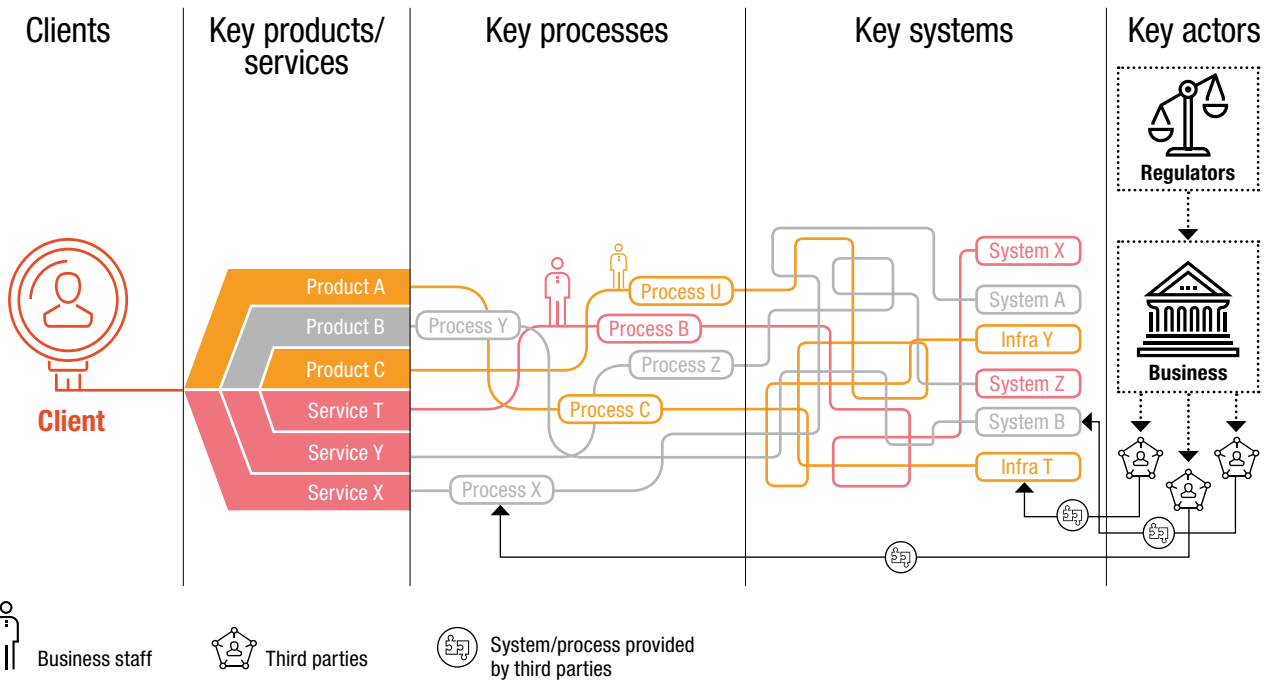 Clients
Key products/
services
Key processes
Key systems
Key actors
Regulators
Business
Client
Product A
Product B
Product C
Service T
Service Y
Service X
Process U
Process Y
Process B
Process Z
Process C
Process X
System X
System A
Infra Y
System Z
System B
Infra T
Business staff
Third parties
System/process provided
by third parties